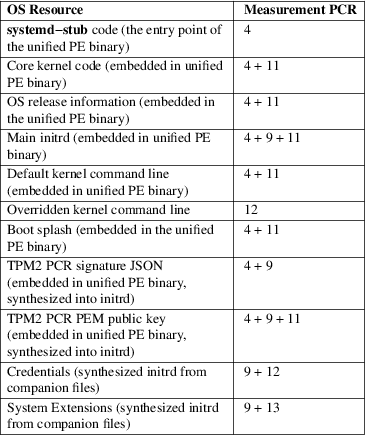 OS Resource Measurement PCR
systemd−stub code (the entry point of 4
the unified PE binary)
Core kernel code (embedded in unified 4 + 11
PE binary)
OS release information (embedded in 4 + 11
the unified PE binary)
Main initrd (embedded in unified PE 4 + 9 + 11
binary)
Default kernel command line 4 + 11
(embedded in unified PE binary)
Overridden kernel command line 12
Boot splash (embedded in the unified 4 + 11
PE binary)
TPM2 PCR signature JSON 4 + 9
(embedded in unified PE binary,
synthesized into initrd)
TPM2 PCR PEM public key 4 + 9 + 11
(embedded in unified PE binary,
synthesized into initrd)
Credentials (synthesized initrd from 9 + 12
companion files)
System Extensions (synthesized initrd 9 + 13
from companion files)